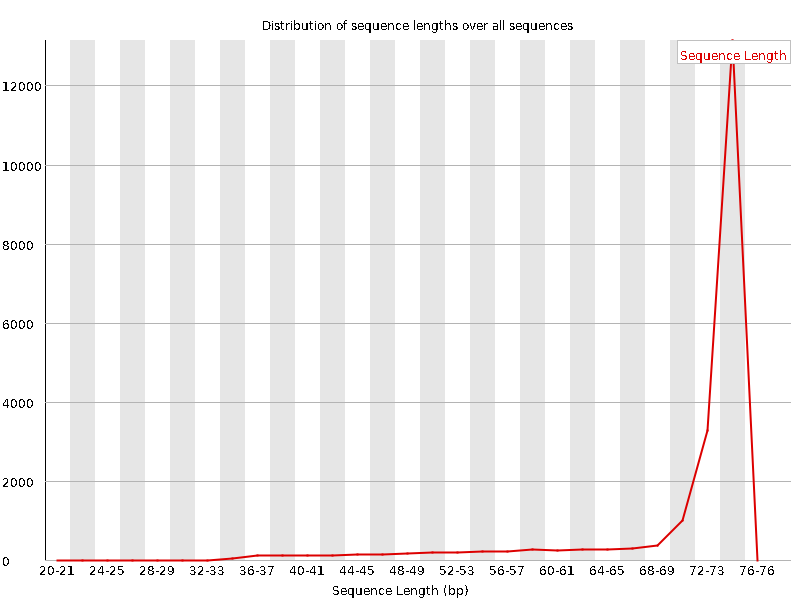 Distribution of sequence lengths over all sequences
Sequence Length
12000
10000
8000
6000
4000
2000
0
20-21 24-25 28-29 32-33 36-37 40-41 44-45 48-49 52-53 56-57 60-61 64-65 68-69 72-73 76-76
Sequence Length (bp)